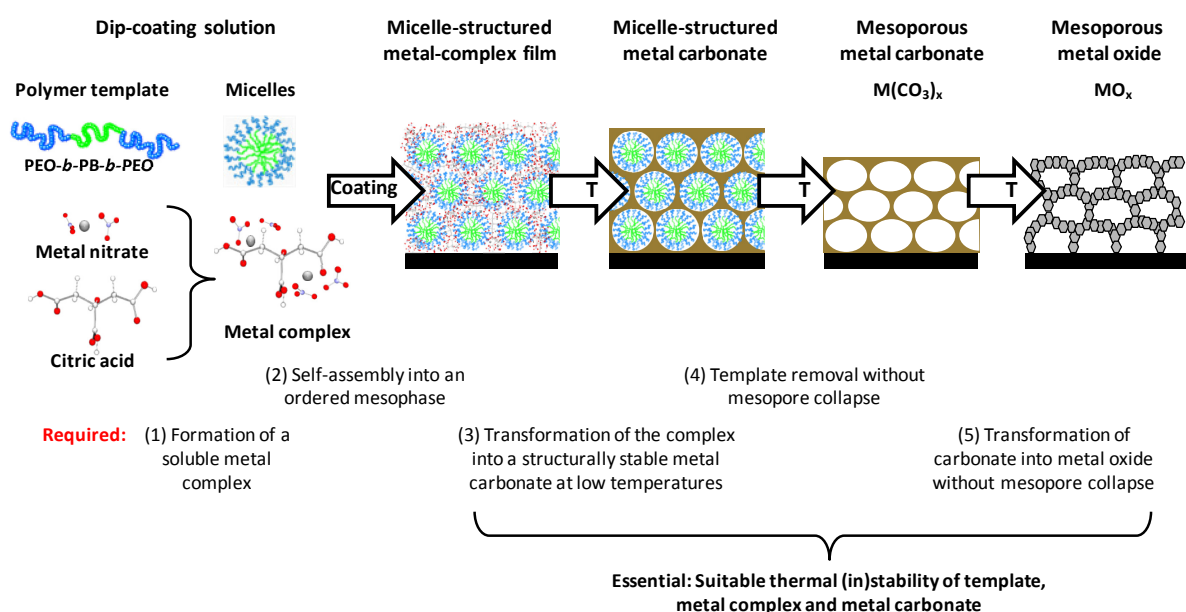 Dip-coating solution
Micelle-structured
metal-complex film
Micelle-structured
metal carbonate
Mesoporous
metal carbonate
Mesoporous
metal oxide
Polymer template
Micelles
M(CO3)x
MOx
PEO-b-PB-b-PEO
Coating
T
T
T
Metal nitrate
Citric acid
Metal complex
(2) Self-assembly into an
ordered mesophase
(4) Template removal without
mesopore collapse
Required:
(1) Formation of a
soluble metal
complex
(3) Transformation of the complex
into a structurally stable metal
carbonate at low temperatures
(5) Transformation of
carbonate into metal oxide
without mesopore collapse
Essential: Suitable thermal (in)stability of template,
metal complex and metal carbonate